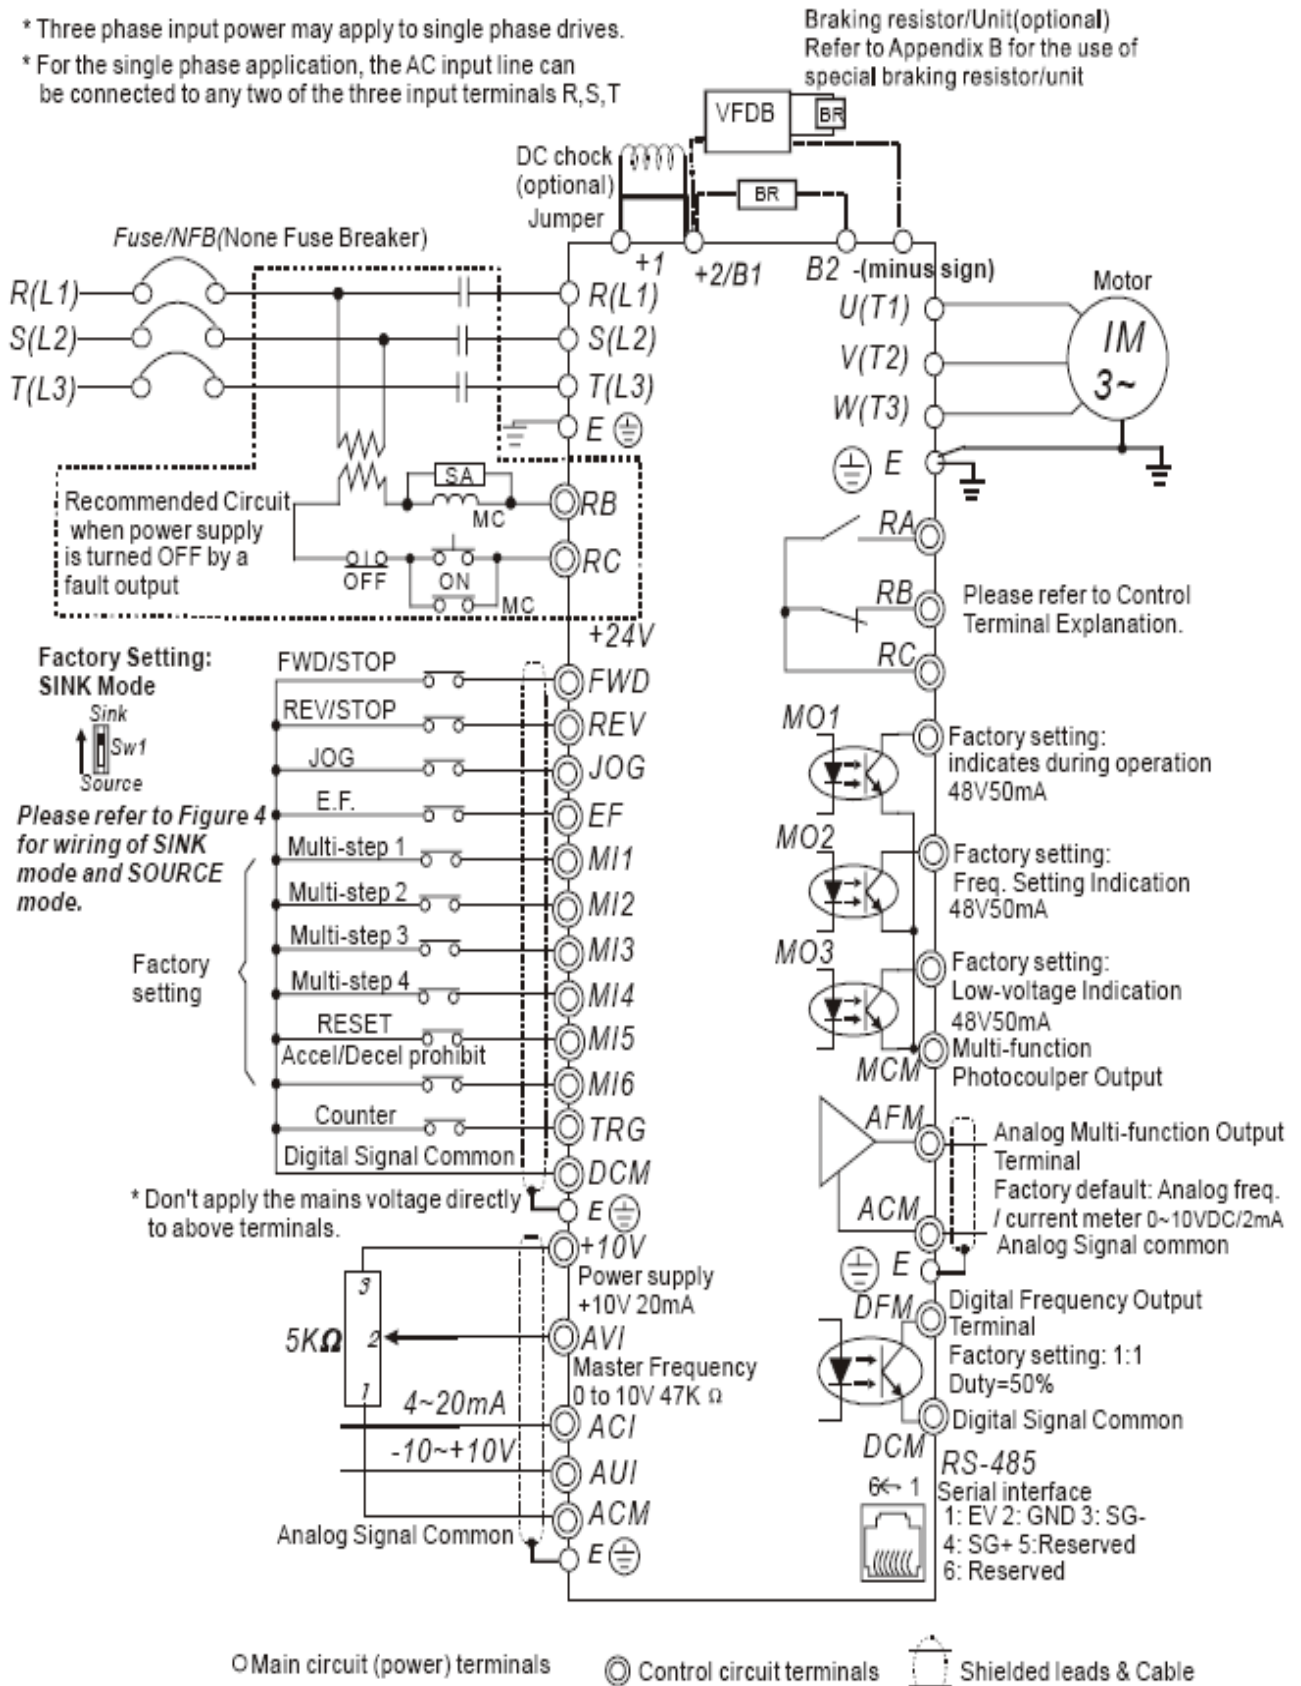 * Three phase input power may apply to single phase drives.
* For the single phase application, the AC input line can
be connected to any two of the three input terminals R,S,T
Braking resistor/Unit(optional)
Refer to Appendix B for the use of
special braking resistor/unit
VFDB
BR
DC chock
(optional)
Jumper
BR
Fuse/NFB(None Fuse Breaker)
+1
+2/B1
B2
-(minus sign)
R(L1)
S(L2)
T(L3)
R(L1)
S(L2)
T(L3)
E
U(T1)
V(T2)
W(T3)
E
Motor
IM
3~
Recommended Circuit
when power supply
is turned OFF by a
fault output
SA
MC
RB
OFF
ON
MC
RC
RA
RB
RC
Please refer to Control
Terminal Explanation.
+24V
Factory Setting:
SINK Mode
Sink
Sw1
Source
Please refer to Figure 4
for wiring of SINK
mode and SOURCE
mode.
Factory
setting
FWD/STOP
FWD
REV/STOP
REV
JOG
JOG
E.F.
EF
Multi-step 1
MI1
Multi-step 2
MI2
Multi-step 3
MI3
Multi-step 4
MI4
RESET
MI5
Accel/Decel prohibit
MI6
Counter
TRG
Digital Signal Common
DCM
* Don't apply the mains voltage directly
to above terminals.
E
MO1
Factory setting:
indicates during operation
48V50mA
MO2
Factory setting:
Freq. Setting Indication
48V50mA
MO3
Factory setting:
Low-voltage Indication
48V50mA
MCM
Multi-function
Photocoulper Output
AFM
Analog Multi-function Output
Terminal
Factory default: Analog freq.
/ current meter 0~10VDC/2mA
ACM
Analog Signal common
E
+10V
Power supply
+10V 20mA
3
5KΩ
2
1
AVI
Master Frequency
0 to 10V 47K Ω
4~20mA
ACI
-10~+10V
AUI
ACM
Analog Signal Common
E
DFM
Digital Frequency Output
Terminal
Factory setting: 1:1
Duty=50%
Digital Signal Common
DCM
RS-485
6← 1
Serial interface
1: EV 2: GND 3: SG-
4: SG+ 5:Reserved
6: Reserved
Main circuit (power) terminals
Control circuit terminals
Shielded leads & Cable